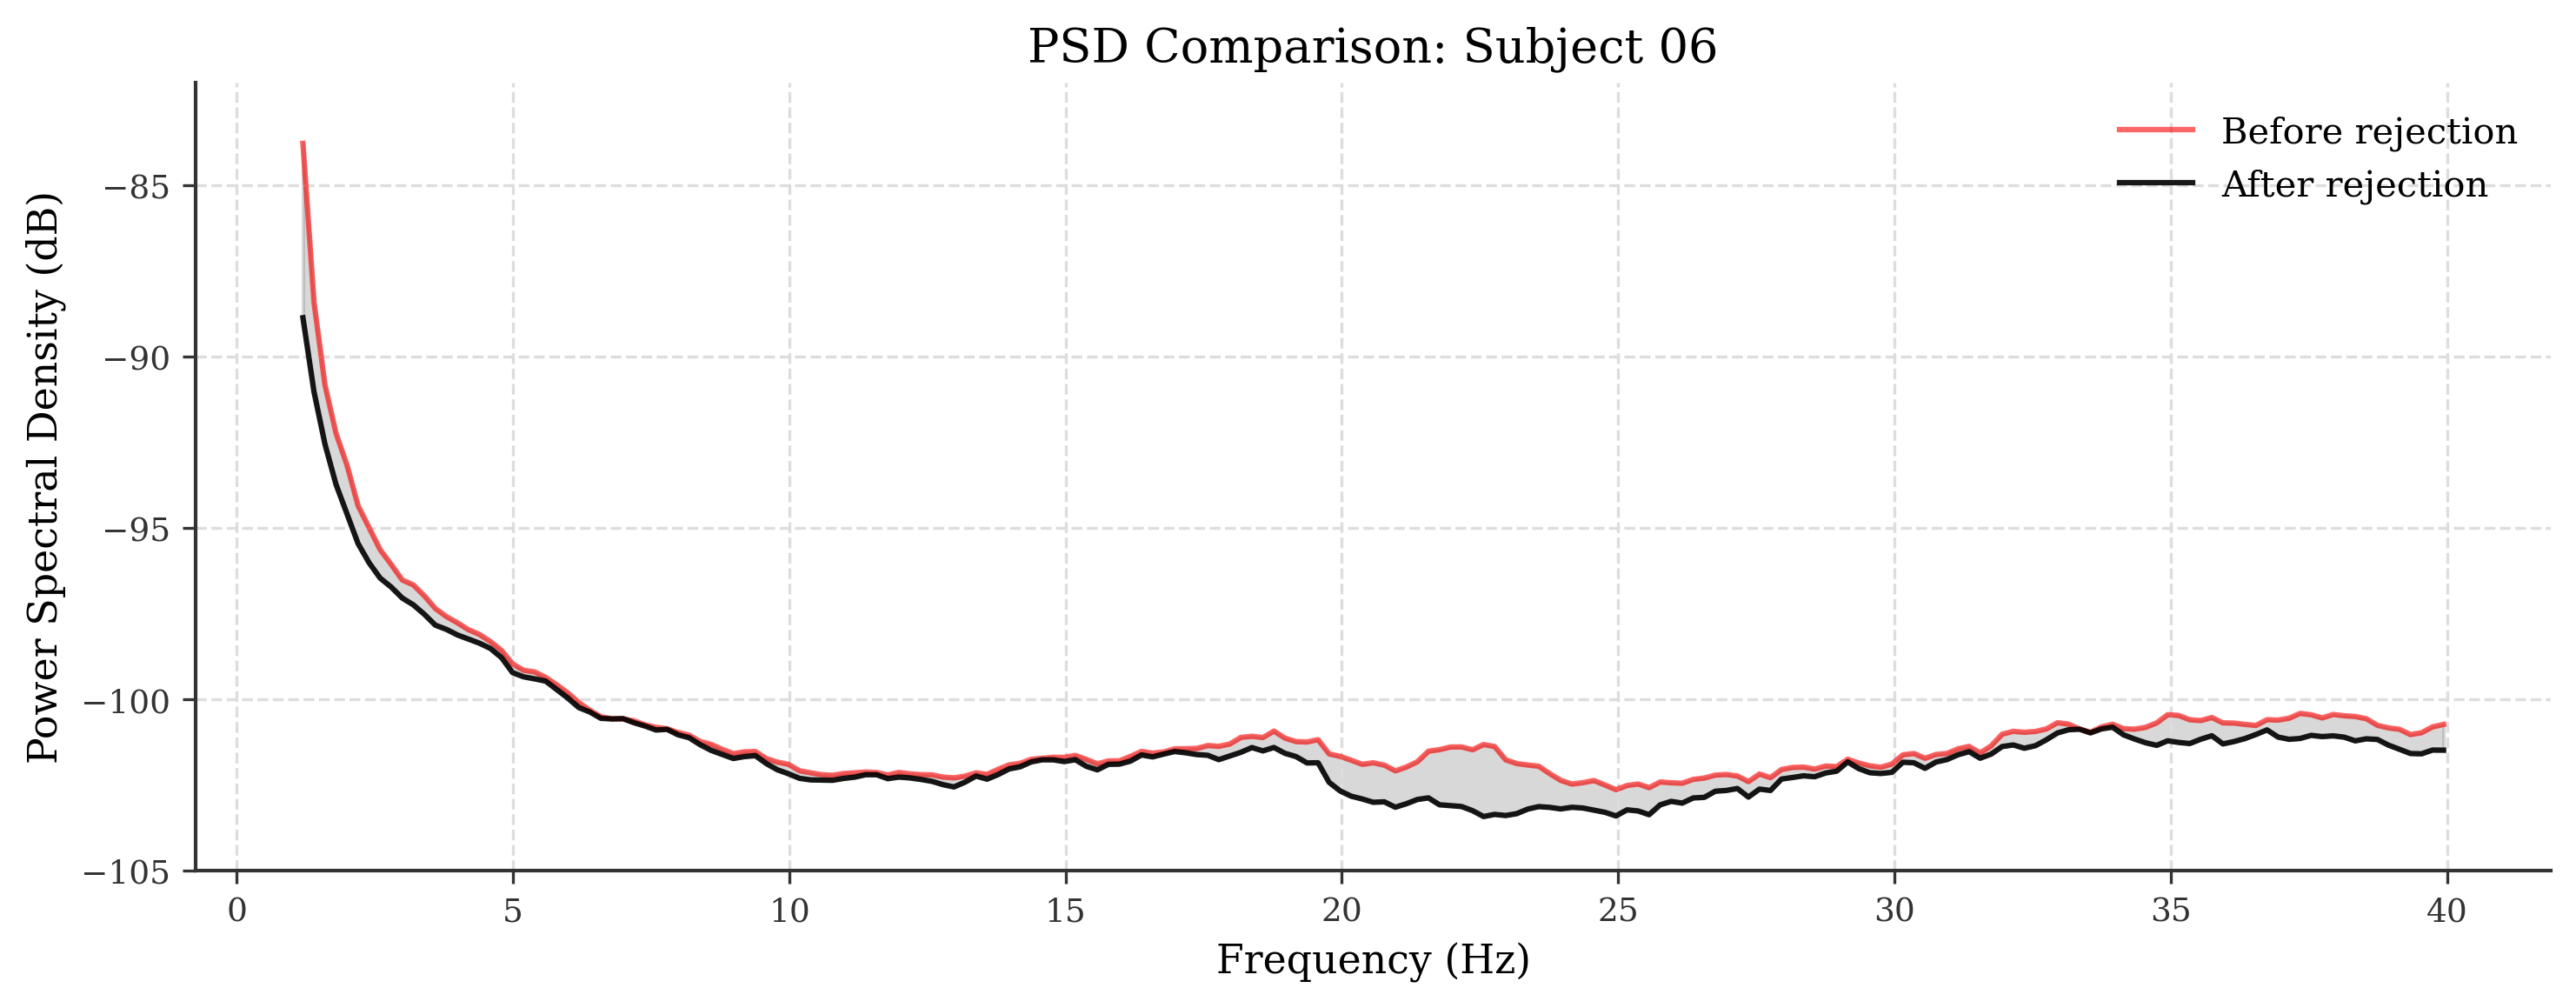 PSD Comparison: Subject 06
Before rejection
After rejection
Power Spectral Density (dB)
−85
−90
−95
−100
−105
0 5 10 15 20 25 30 35 40
Frequency (Hz)